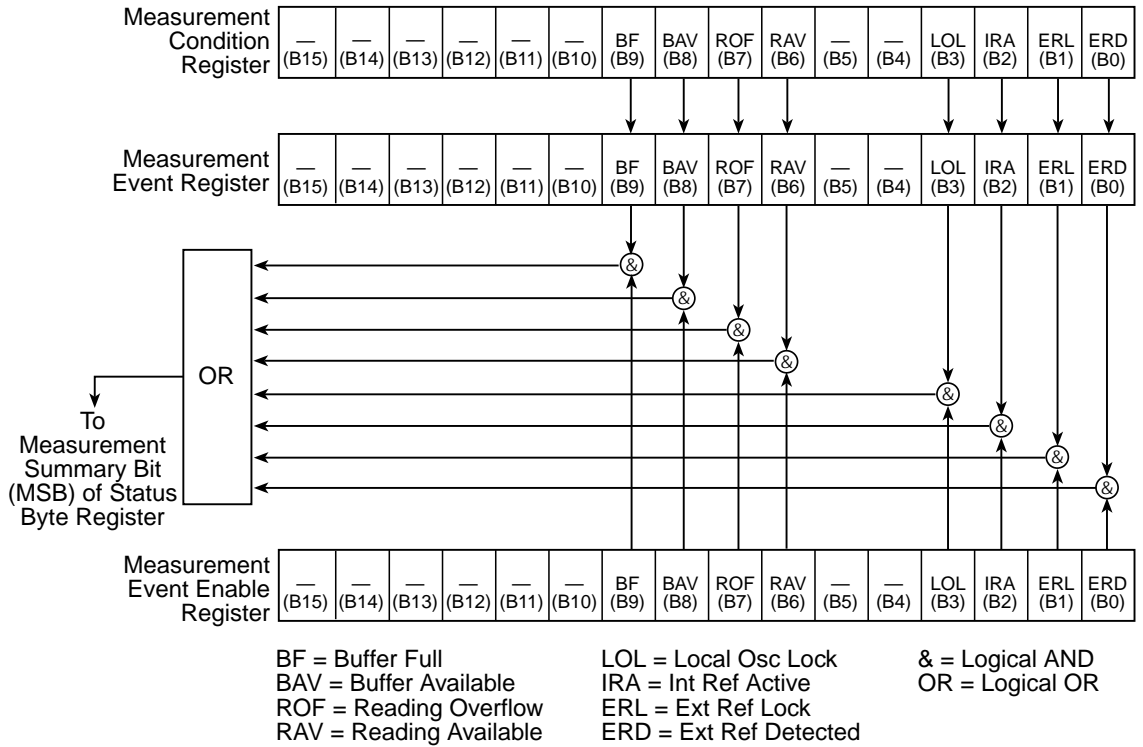 Measurement
Condition
Register
— — — — — — BF BAV ROF RAV — — LOL IRA ERL ERD
(B15) (B14) (B13) (B12) (B11) (B10) (B9) (B8) (B7) (B6) (B5) (B4) (B3) (B2) (B1) (B0)
Measurement
Event Register
— — — — — — BF BAV ROF RAV — — LOL IRA ERL ERD
(B15) (B14) (B13) (B12) (B11) (B10) (B9) (B8) (B7) (B6) (B5) (B4) (B3) (B2) (B1) (B0)
&
&
&
&
&
&
&
&
OR
To
Measurement
Summary Bit
(MSB) of Status
Byte Register
Measurement
Event Enable
Register
— — — — — — BF BAV ROF RAV — — LOL IRA ERL ERD
(B15) (B14) (B13) (B12) (B11) (B10) (B9) (B8) (B7) (B6) (B5) (B4) (B3) (B2) (B1) (B0)
BF = Buffer Full
BAV = Buffer Available
ROF = Reading Overflow
RAV = Reading Available
LOL = Local Osc Lock
IRA = Int Ref Active
ERL = Ext Ref Lock
ERD = Ext Ref Detected
& = Logical AND
OR = Logical OR